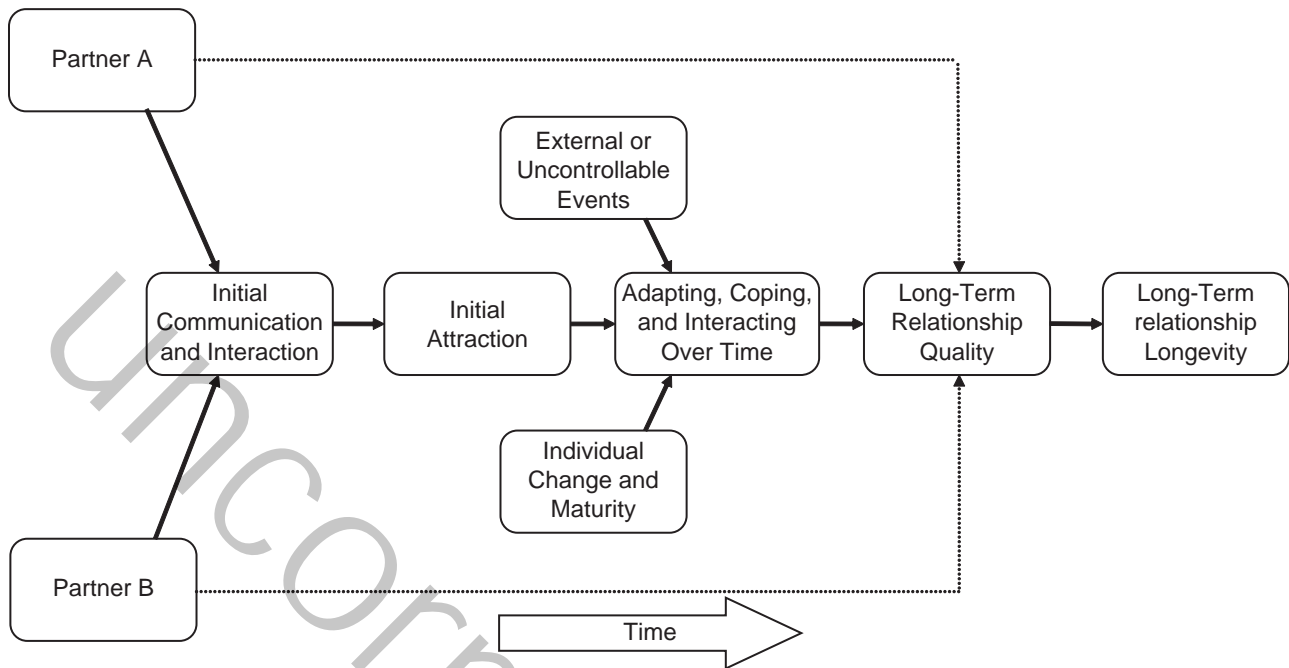 Partner A
External or
Uncontrollable
Events
Initial
Communication
and Interaction
Initial
Attraction
Adapting, Coping,
and Interacting
Over Time
Long-Term
Relationship
Quality
Long-Term
relationship
Longevity
Individual
Change and
Maturity
Partner B
Time